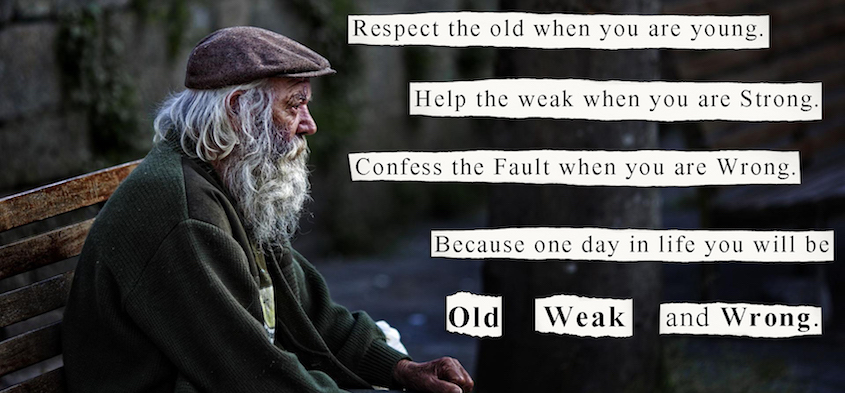 Respect the old when you are young.
Help the weak when you are Strong.
Confess the Fault when you are Wrong.
Because one day in life you will be
Old Weak and Wrong.